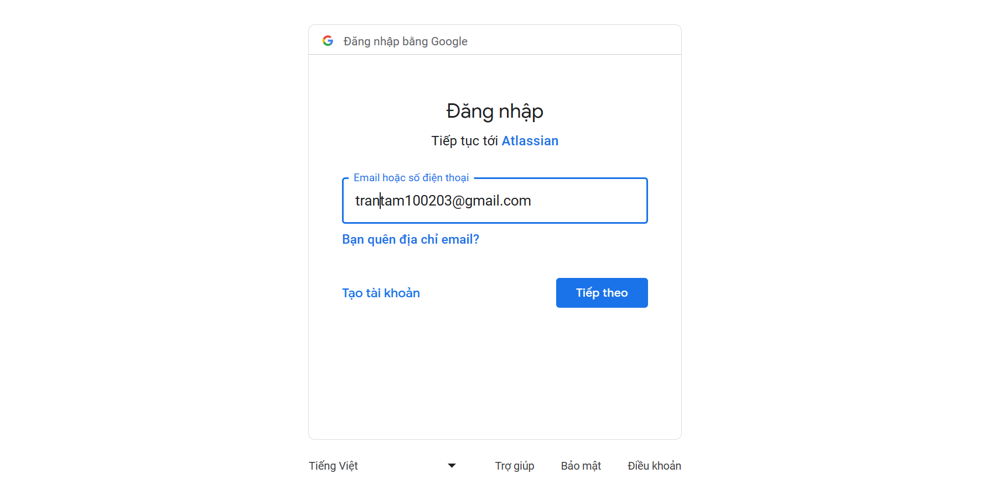 Đăng nhập bằng Google
Đăng nhập
Tiếp tục tới Atlassian
Email hoặc số điện thoại
trantam100203@gmail.com
Bạn quên địa chỉ email?
Tạo tài khoản
Tiếp theo
Tiếng Việt
Trợ giúp
Bảo mật
Điều khoản